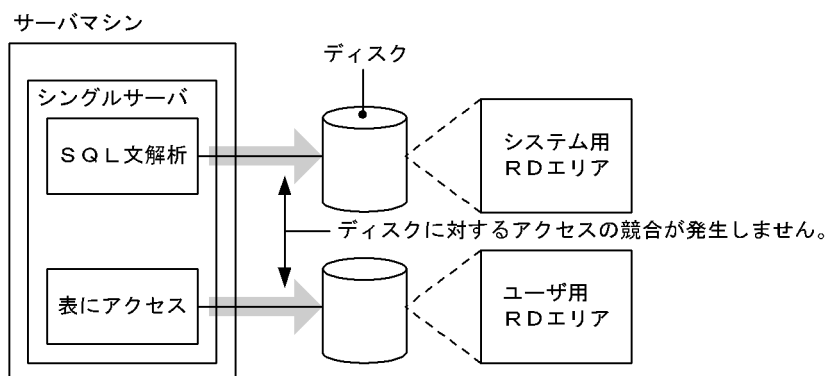 サーバマシン
ディスク
シングルサーバ
SQL文解析
システム用
RDエリア
ディスクに対するアクセスの競合が発生しません。
表にアクセス
ユーザ用
RDエリア